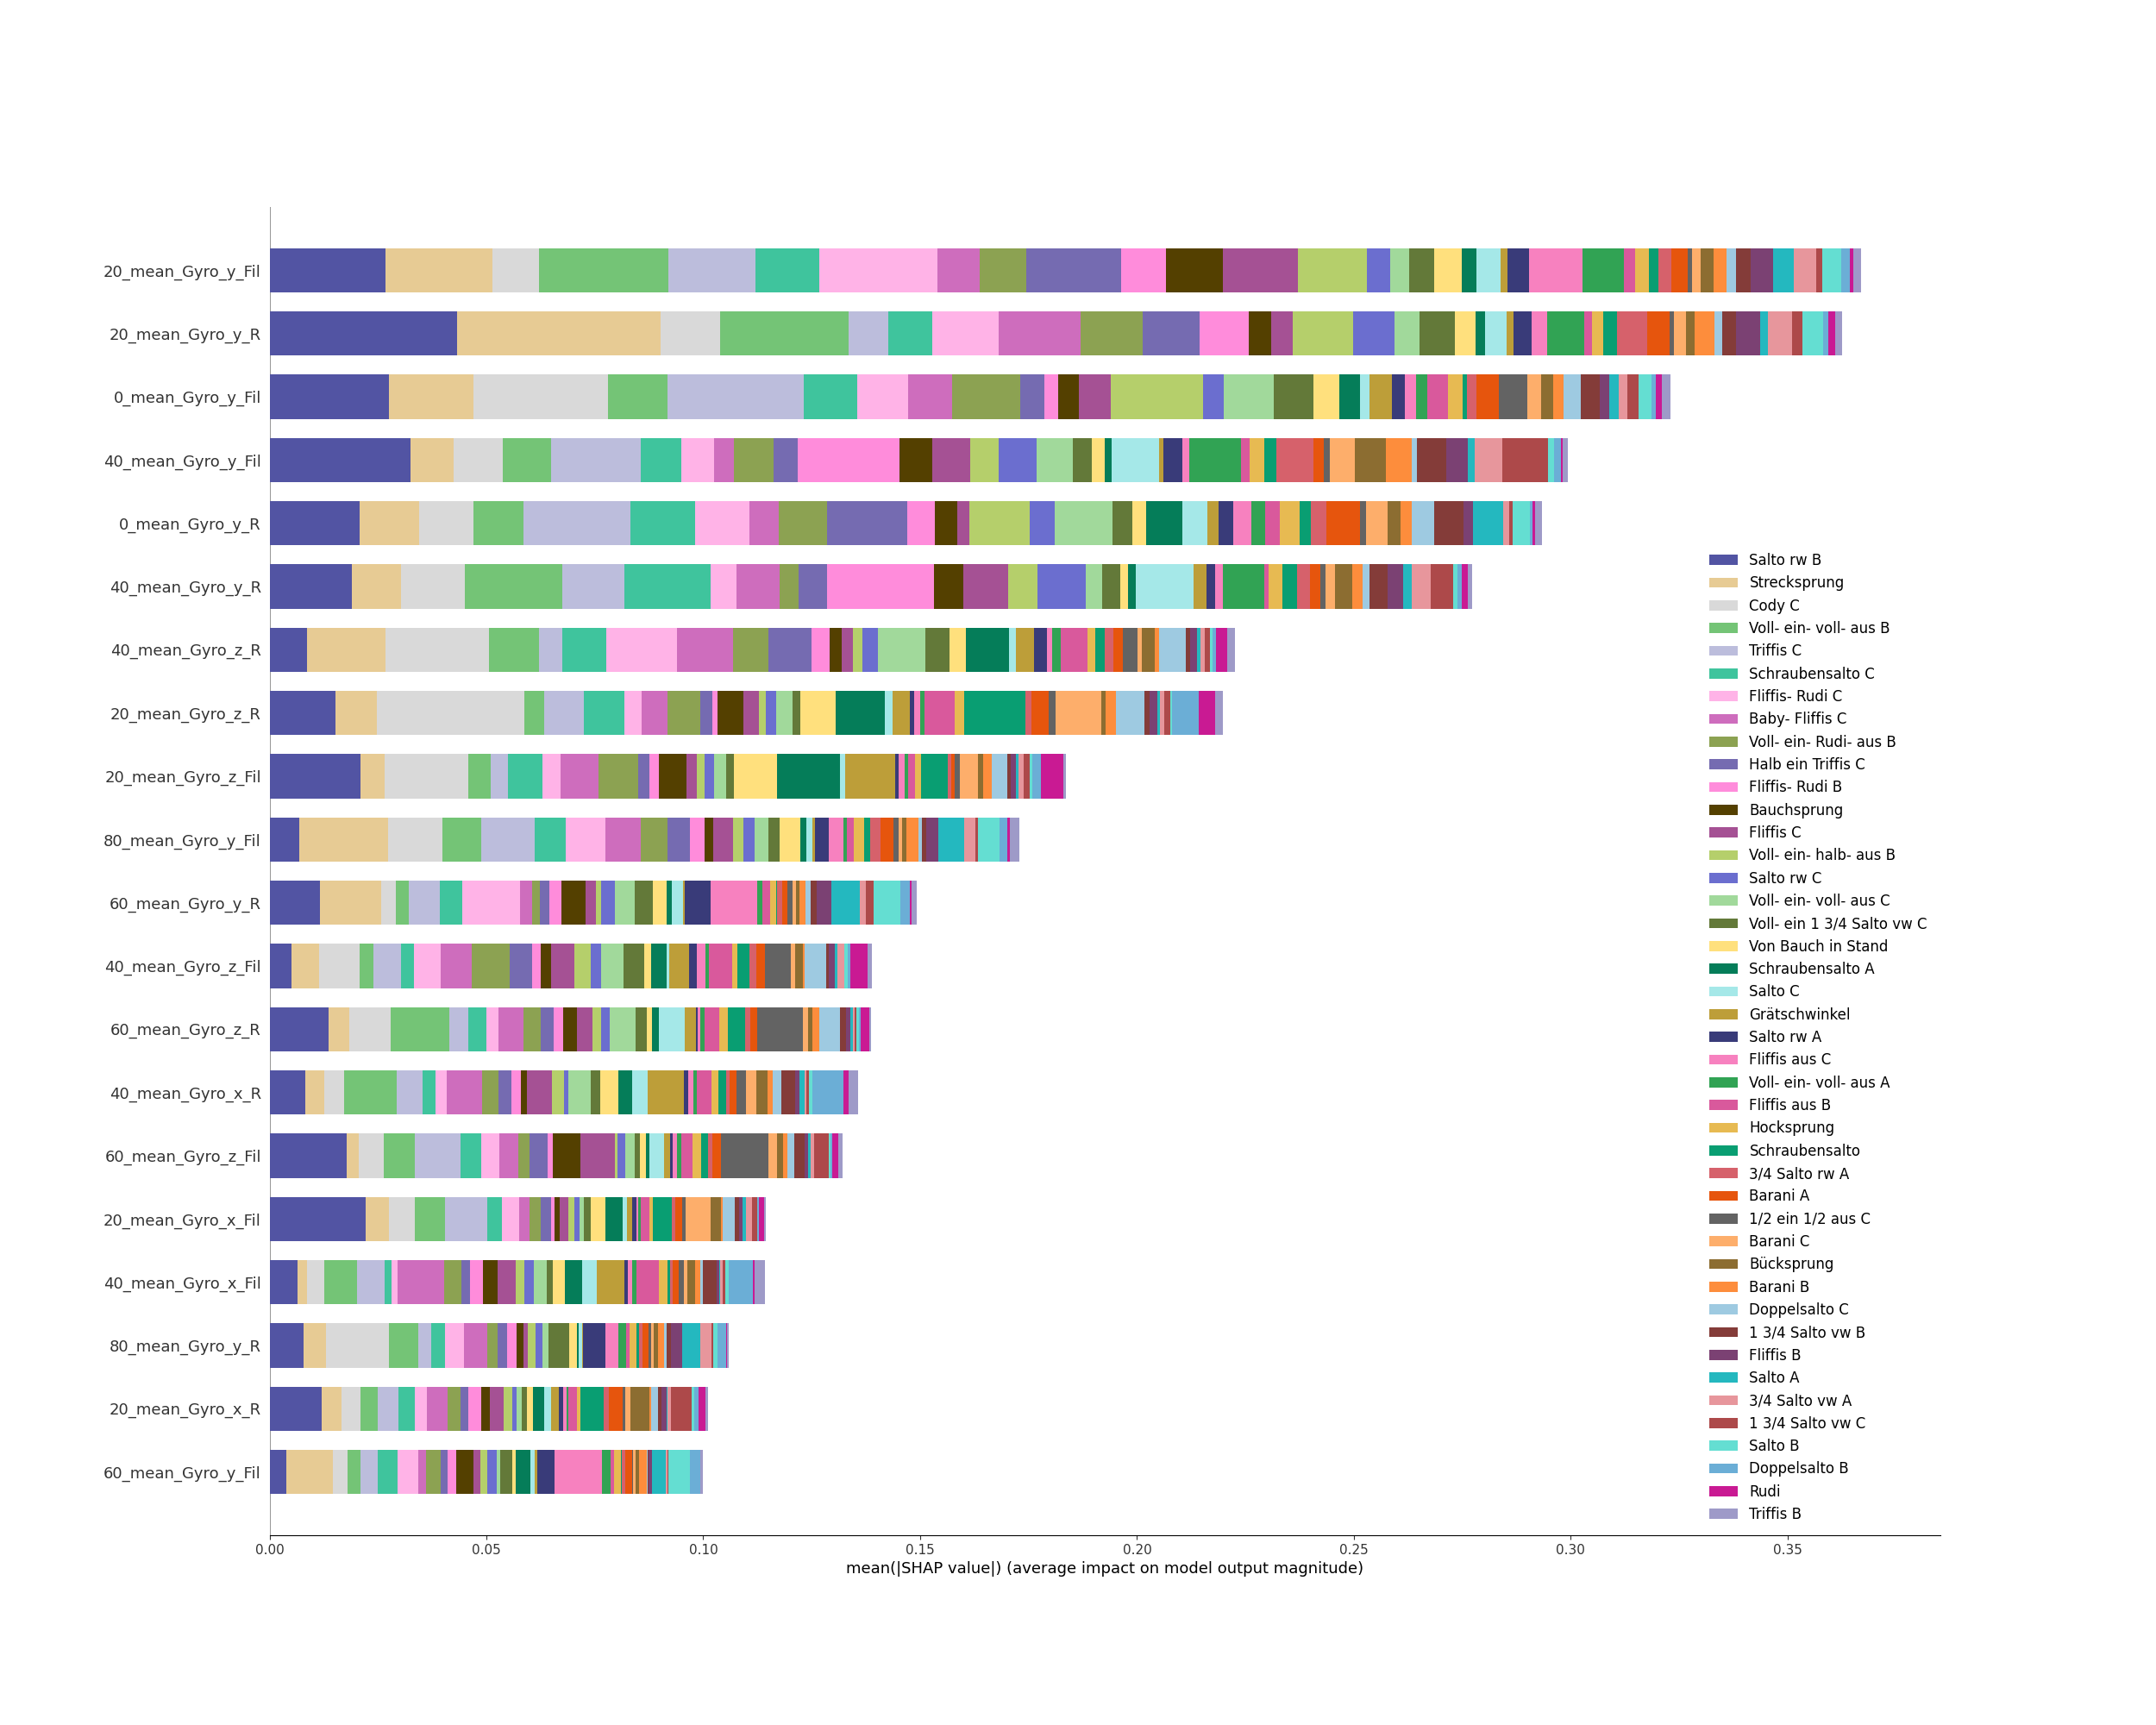 20_mean_Gyro_y_Fil
20_mean_Gyro_y_R
0_mean_Gyro_y_Fil
40_mean_Gyro_y_Fil
0_mean_Gyro_y_R
40_mean_Gyro_y_R
40_mean_Gyro_z_R
20_mean_Gyro_z_R
20_mean_Gyro_z_Fil
80_mean_Gyro_y_Fil
60_mean_Gyro_y_R
40_mean_Gyro_z_Fil
60_mean_Gyro_z_R
40_mean_Gyro_x_R
60_mean_Gyro_z_Fil
20_mean_Gyro_x_Fil
40_mean_Gyro_x_Fil
80_mean_Gyro_y_R
20_mean_Gyro_x_R
60_mean_Gyro_y_Fil
Salto rw B
Strecksprung
Cody C
Voll- ein- voll- aus B
Triffis C
Schraubensalto C
Fliffis- Rudi C
Baby- Fliffis C
Voll- ein- Rudi- aus B
Halb ein Triffis C
Fliffis- Rudi B
Bauchsprung
Fliffis C
Voll- ein- halb- aus B
Salto rw C
Voll- ein- voll- aus C
Voll- ein 1 3/4 Salto vw C
Von Bauch in Stand
Schraubensalto A
Salto C
Grätschwinkel
Salto rw A
Fliffis aus C
Voll- ein- voll- aus A
Fliffis aus B
Hocksprung
Schraubensalto
3/4 Salto rw A
Barani A
1/2 ein 1/2 aus C
Barani C
Bücksprung
Barani B
Doppelsalto C
1 3/4 Salto vw B
Fliffis B
Salto A
3/4 Salto vw A
1 3/4 Salto vw C
Salto B
Doppelsalto B
Rudi
Triffis B
0.00 0.05 0.10 0.15 0.20 0.25 0.30 0.35
mean(|SHAP value|) (average impact on model output magnitude)